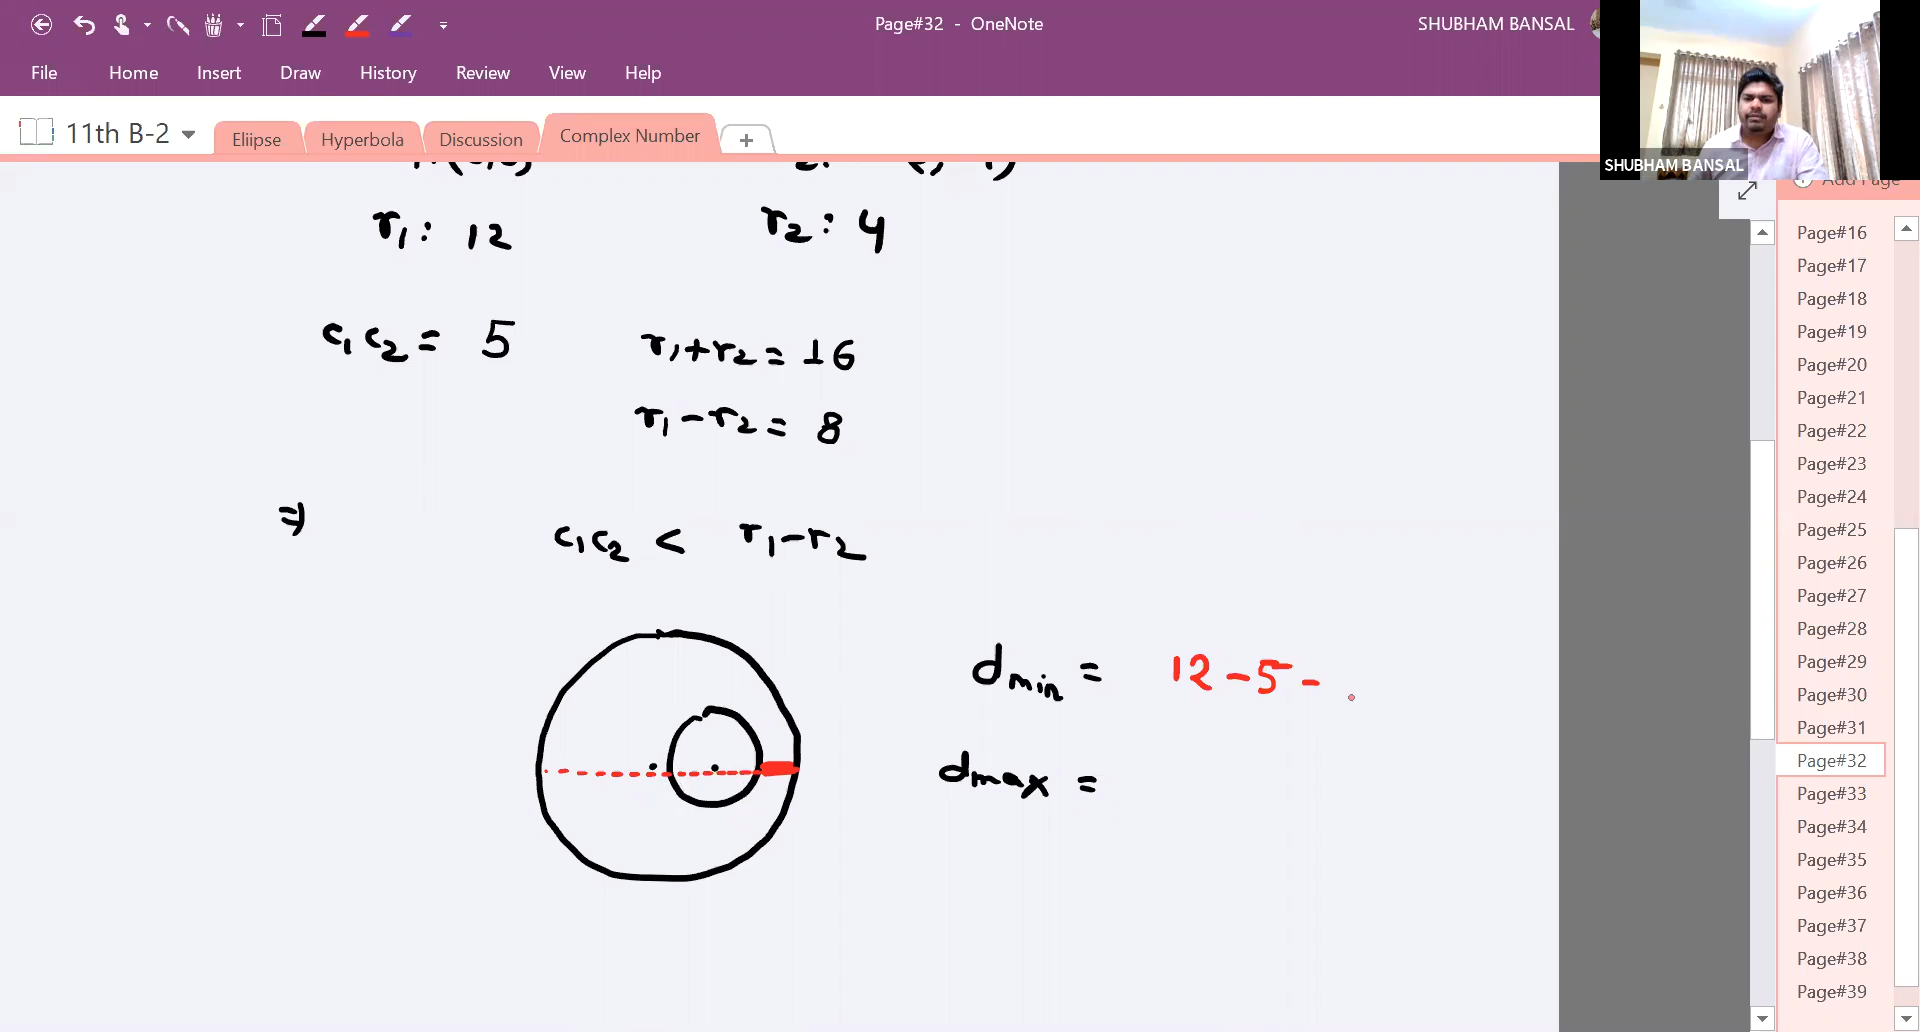 Page#32 - OneNote
SHUBHAM BANSAL
File Home Insert Draw History Review View Help
SHUBHAM BANSAL
11th B-2
Eliipse
Hyperbola
Discussion
Complex Number
Add Page
r₁ : 12
r₂ : 4
c₁c₂ = 5
r₁+r₂ = 16
r₁-r₂ = 8
⇒ c₁c₂ < r₁-r₂
dmin = 12 - 5 -
dmax =
Page#16
Page#17
Page#18
Page#19
Page#20
Page#21
Page#22
Page#23
Page#24
Page#25
Page#26
Page#27
Page#28
Page#29
Page#30
Page#31
Page#32
Page#33
Page#34
Page#35
Page#36
Page#37
Page#38
Page#39